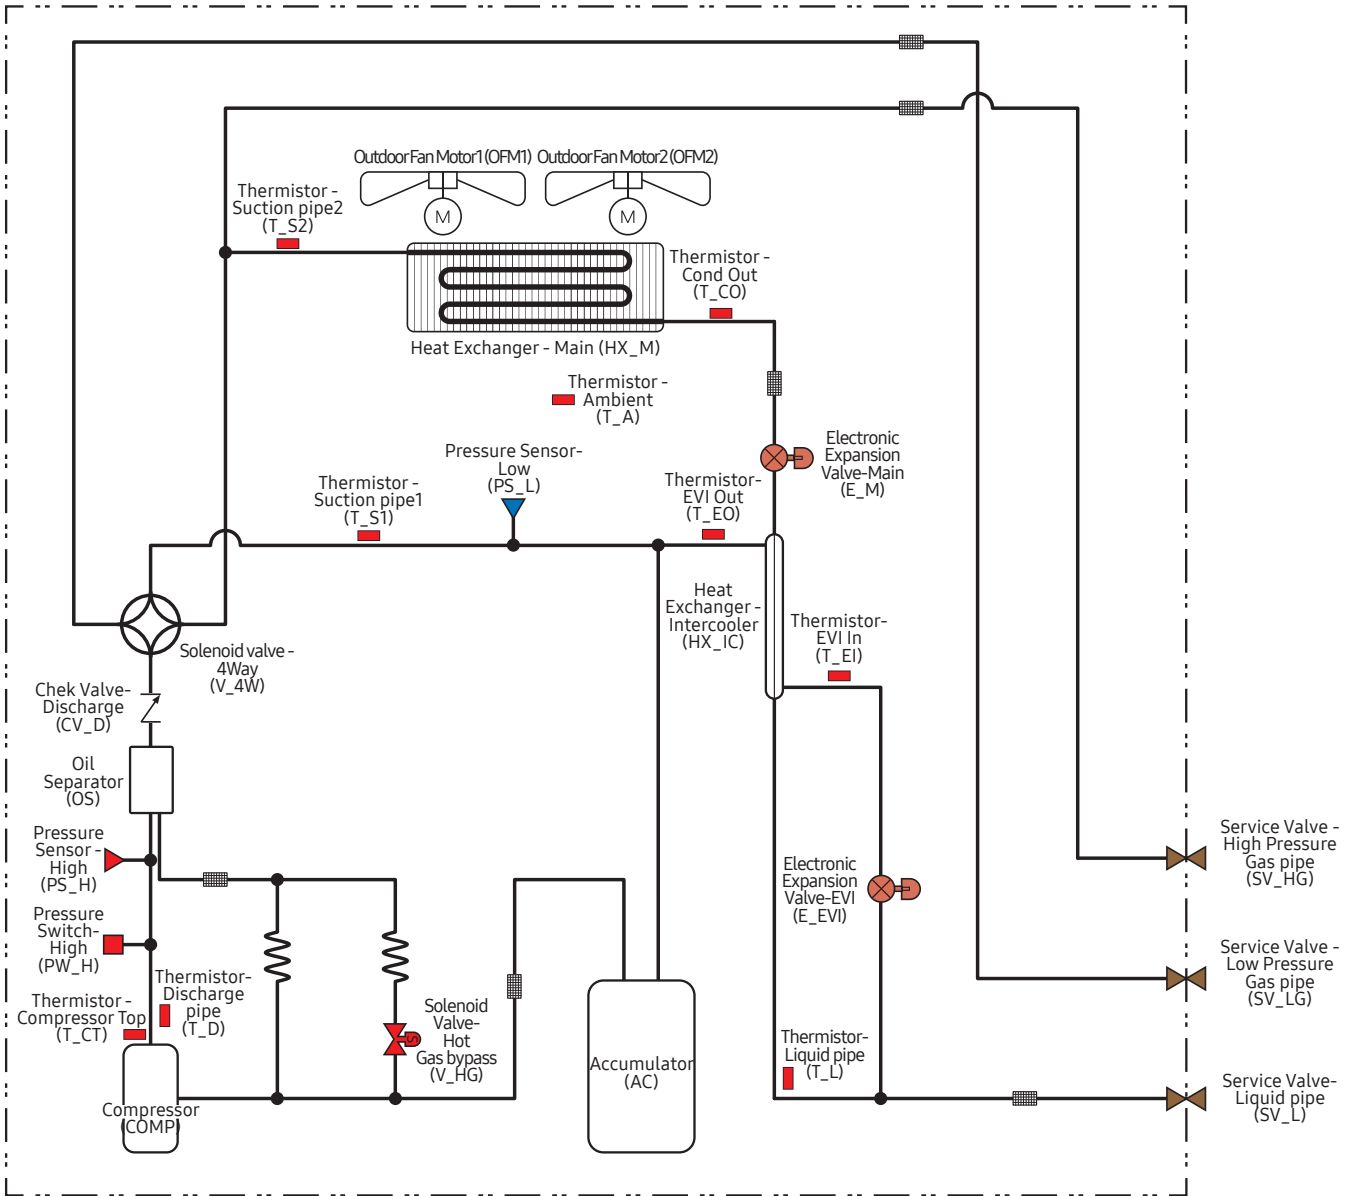 OutdoorFan Motor1 (OFM1)
OutdoorFan Motor2 (OFM2)
M
M
Thermistor -
Suction pipe2
(T_S2)
Thermistor -
Cond Out
(T_CO)
Heat Exchanger - Main (HX_M)
Thermistor -
Ambient
(T_A)
Electronic
Expansion
Valve-Main
(E_M)
Pressure Sensor-
Low
(PS_L)
Thermistor -
Suction pipe1
(T_S1)
Thermistor-
EVI Out
(T_EO)
Heat
Exchanger -
Intercooler
(HX_IC)
Thermistor-
EVI In
(T_EI)
Solenoid valve -
4Way
(V_4W)
Chek Valve-
Discharge
(CV_D)
Oil
Separator
(OS)
Pressure
Sensor -
High
(PS_H)
Pressure
Switch-
High
(PW_H)
Thermistor-
Discharge
pipe
(T_D)
Thermistor -
Compressor Top
(T_CT)
Compressor
(COMP)
Solenoid
Valve-
Hot
Gas bypass
(V_HG)
S
Accumulator
(AC)
Electronic
Expansion
Valve-EVI
(E_EVI)
Thermistor-
Liquid pipe
(T_L)
Service Valve -
High Pressure
Gas pipe
(SV_HG)
Service Valve -
Low Pressure
Gas pipe
(SV_LG)
Service Valve-
Liquid pipe
(SV_L)